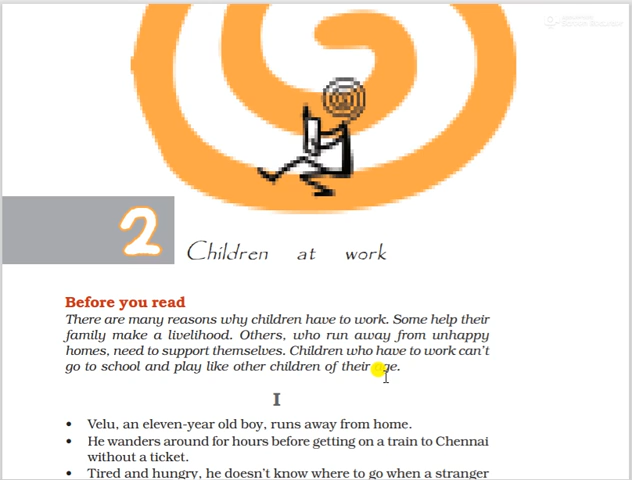 2
Children at work
Before you read
There are many reasons why children have to work. Some help their
family make a livelihood. Others, who run away from unhappy
homes, need to support themselves. Children who have to work can't
go to school and play like other children of their age.
I
• Velu, an eleven-year old boy, runs away from home.
• He wanders around for hours before getting on a train to Chennai
without a ticket.
• Tired and hungry, he doesn't know where to go when a stranger